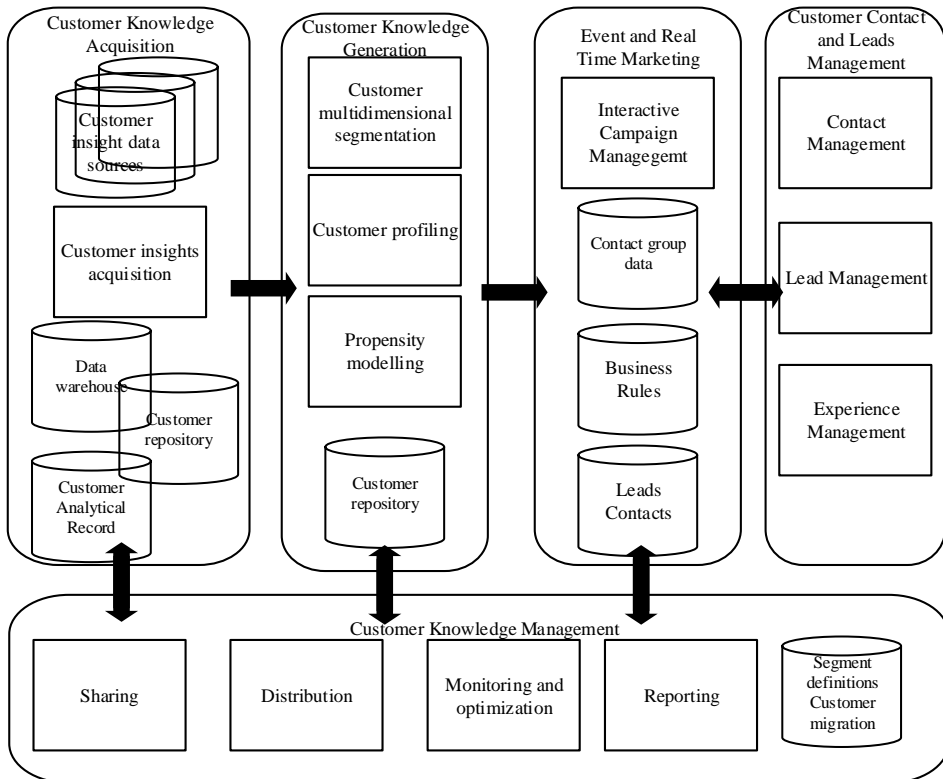 Customer Knowledge
Acquisition
Customer
insight data
sources
Customer insights
acquisition
Data
warehouse
Customer
repository
Customer
Analytical
Record
Customer Knowledge
Generation
Customer
multidimensional
segmentation
Customer profiling
Propensity
modelling
Customer
repository
Event and Real
Time Marketing
Interactive
Campaign
Managegemt
Contact group
data
Business
Rules
Leads
Contacts
Customer Contact
and Leads
Management
Contact
Management
Lead Management
Experience
Management
Customer Knowledge Management
Sharing
Distribution
Monitoring and
optimization
Reporting
Segment
definitions
Customer
migration